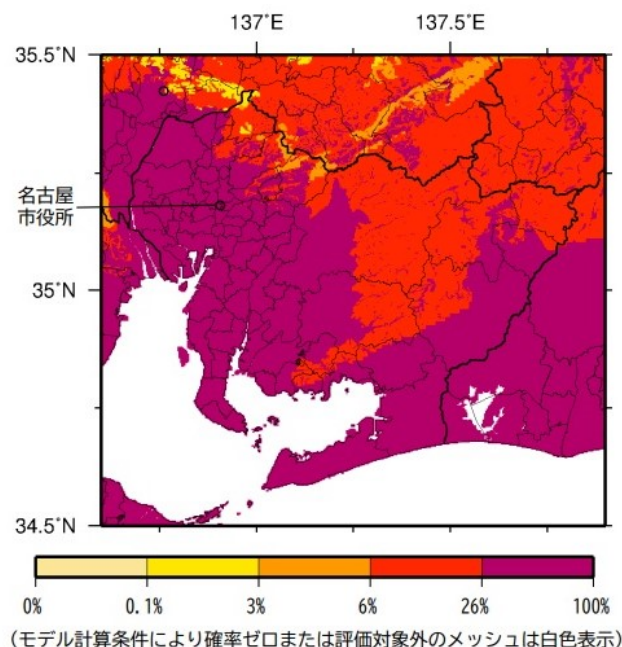 137°E 137.5°E
35.5°N
名古屋
市役所
35°N
34.5°N
0% 0.1% 3% 6% 26% 100%
(モデル計算条件により確率ゼロまたは評価対象外のメッシュは白色表示)